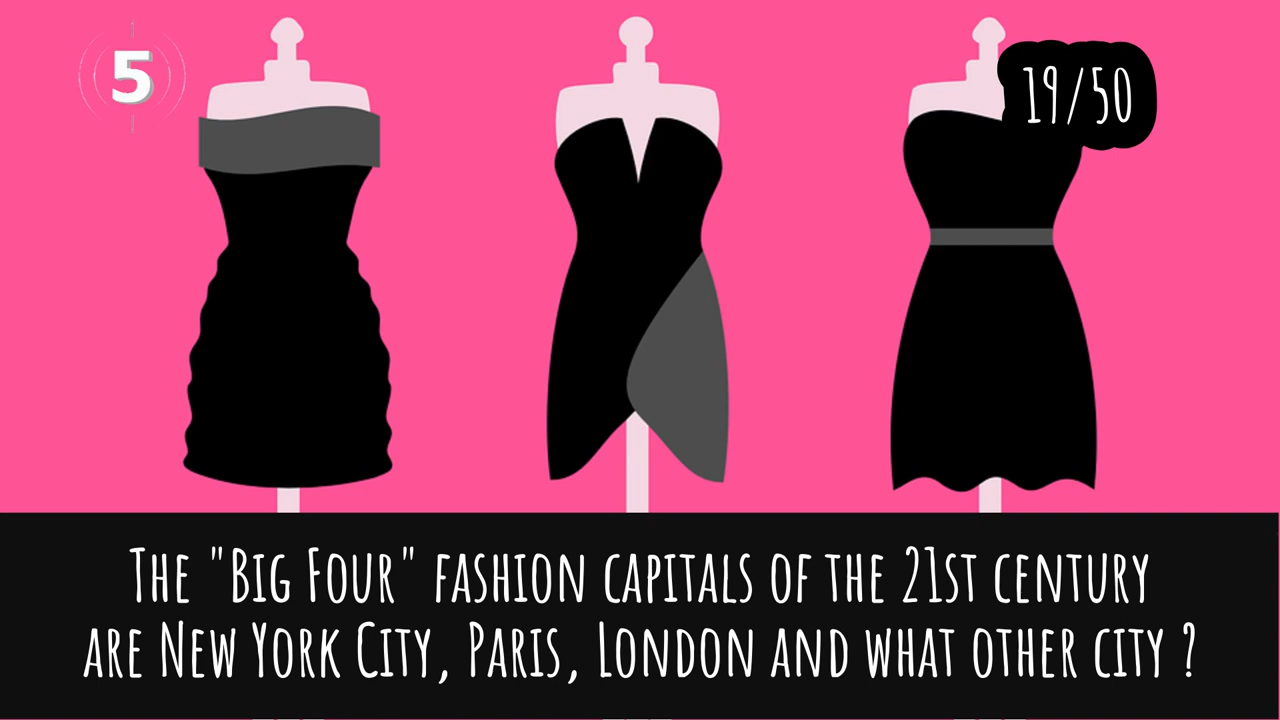 5
19/50
The "Big Four" fashion capitals of the 21st century
are New York City, Paris, London and what other city ?